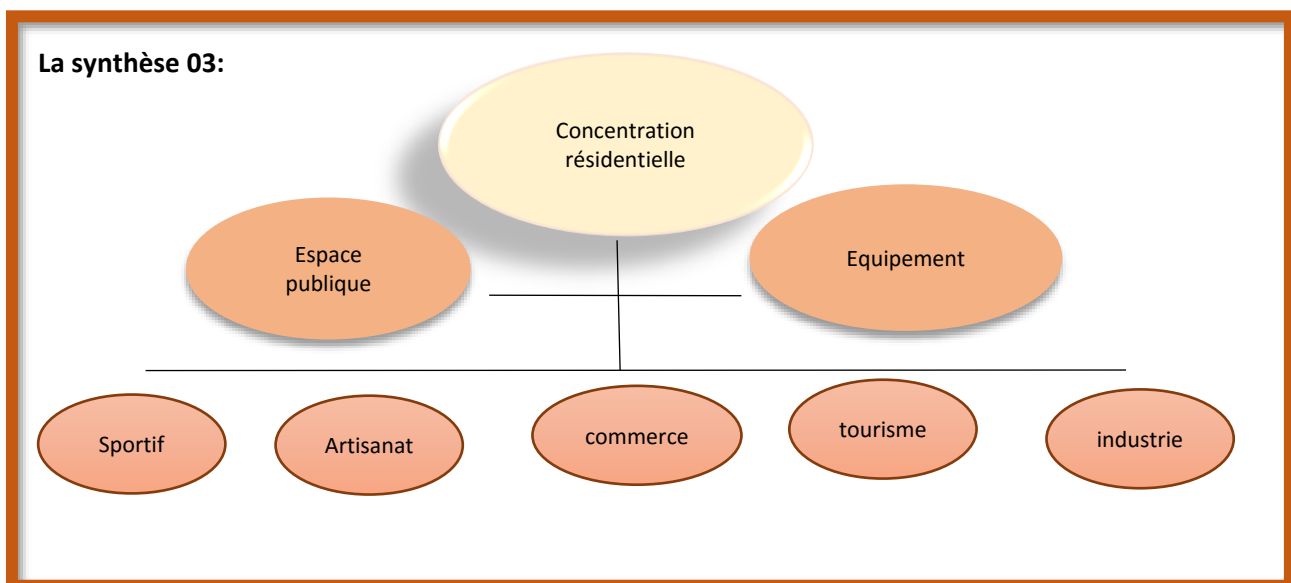 La synthèse 03:
Concentration
résidentielle
Espace
publique
Equipement
Sportif
Artisanat
commerce
tourisme
industrie